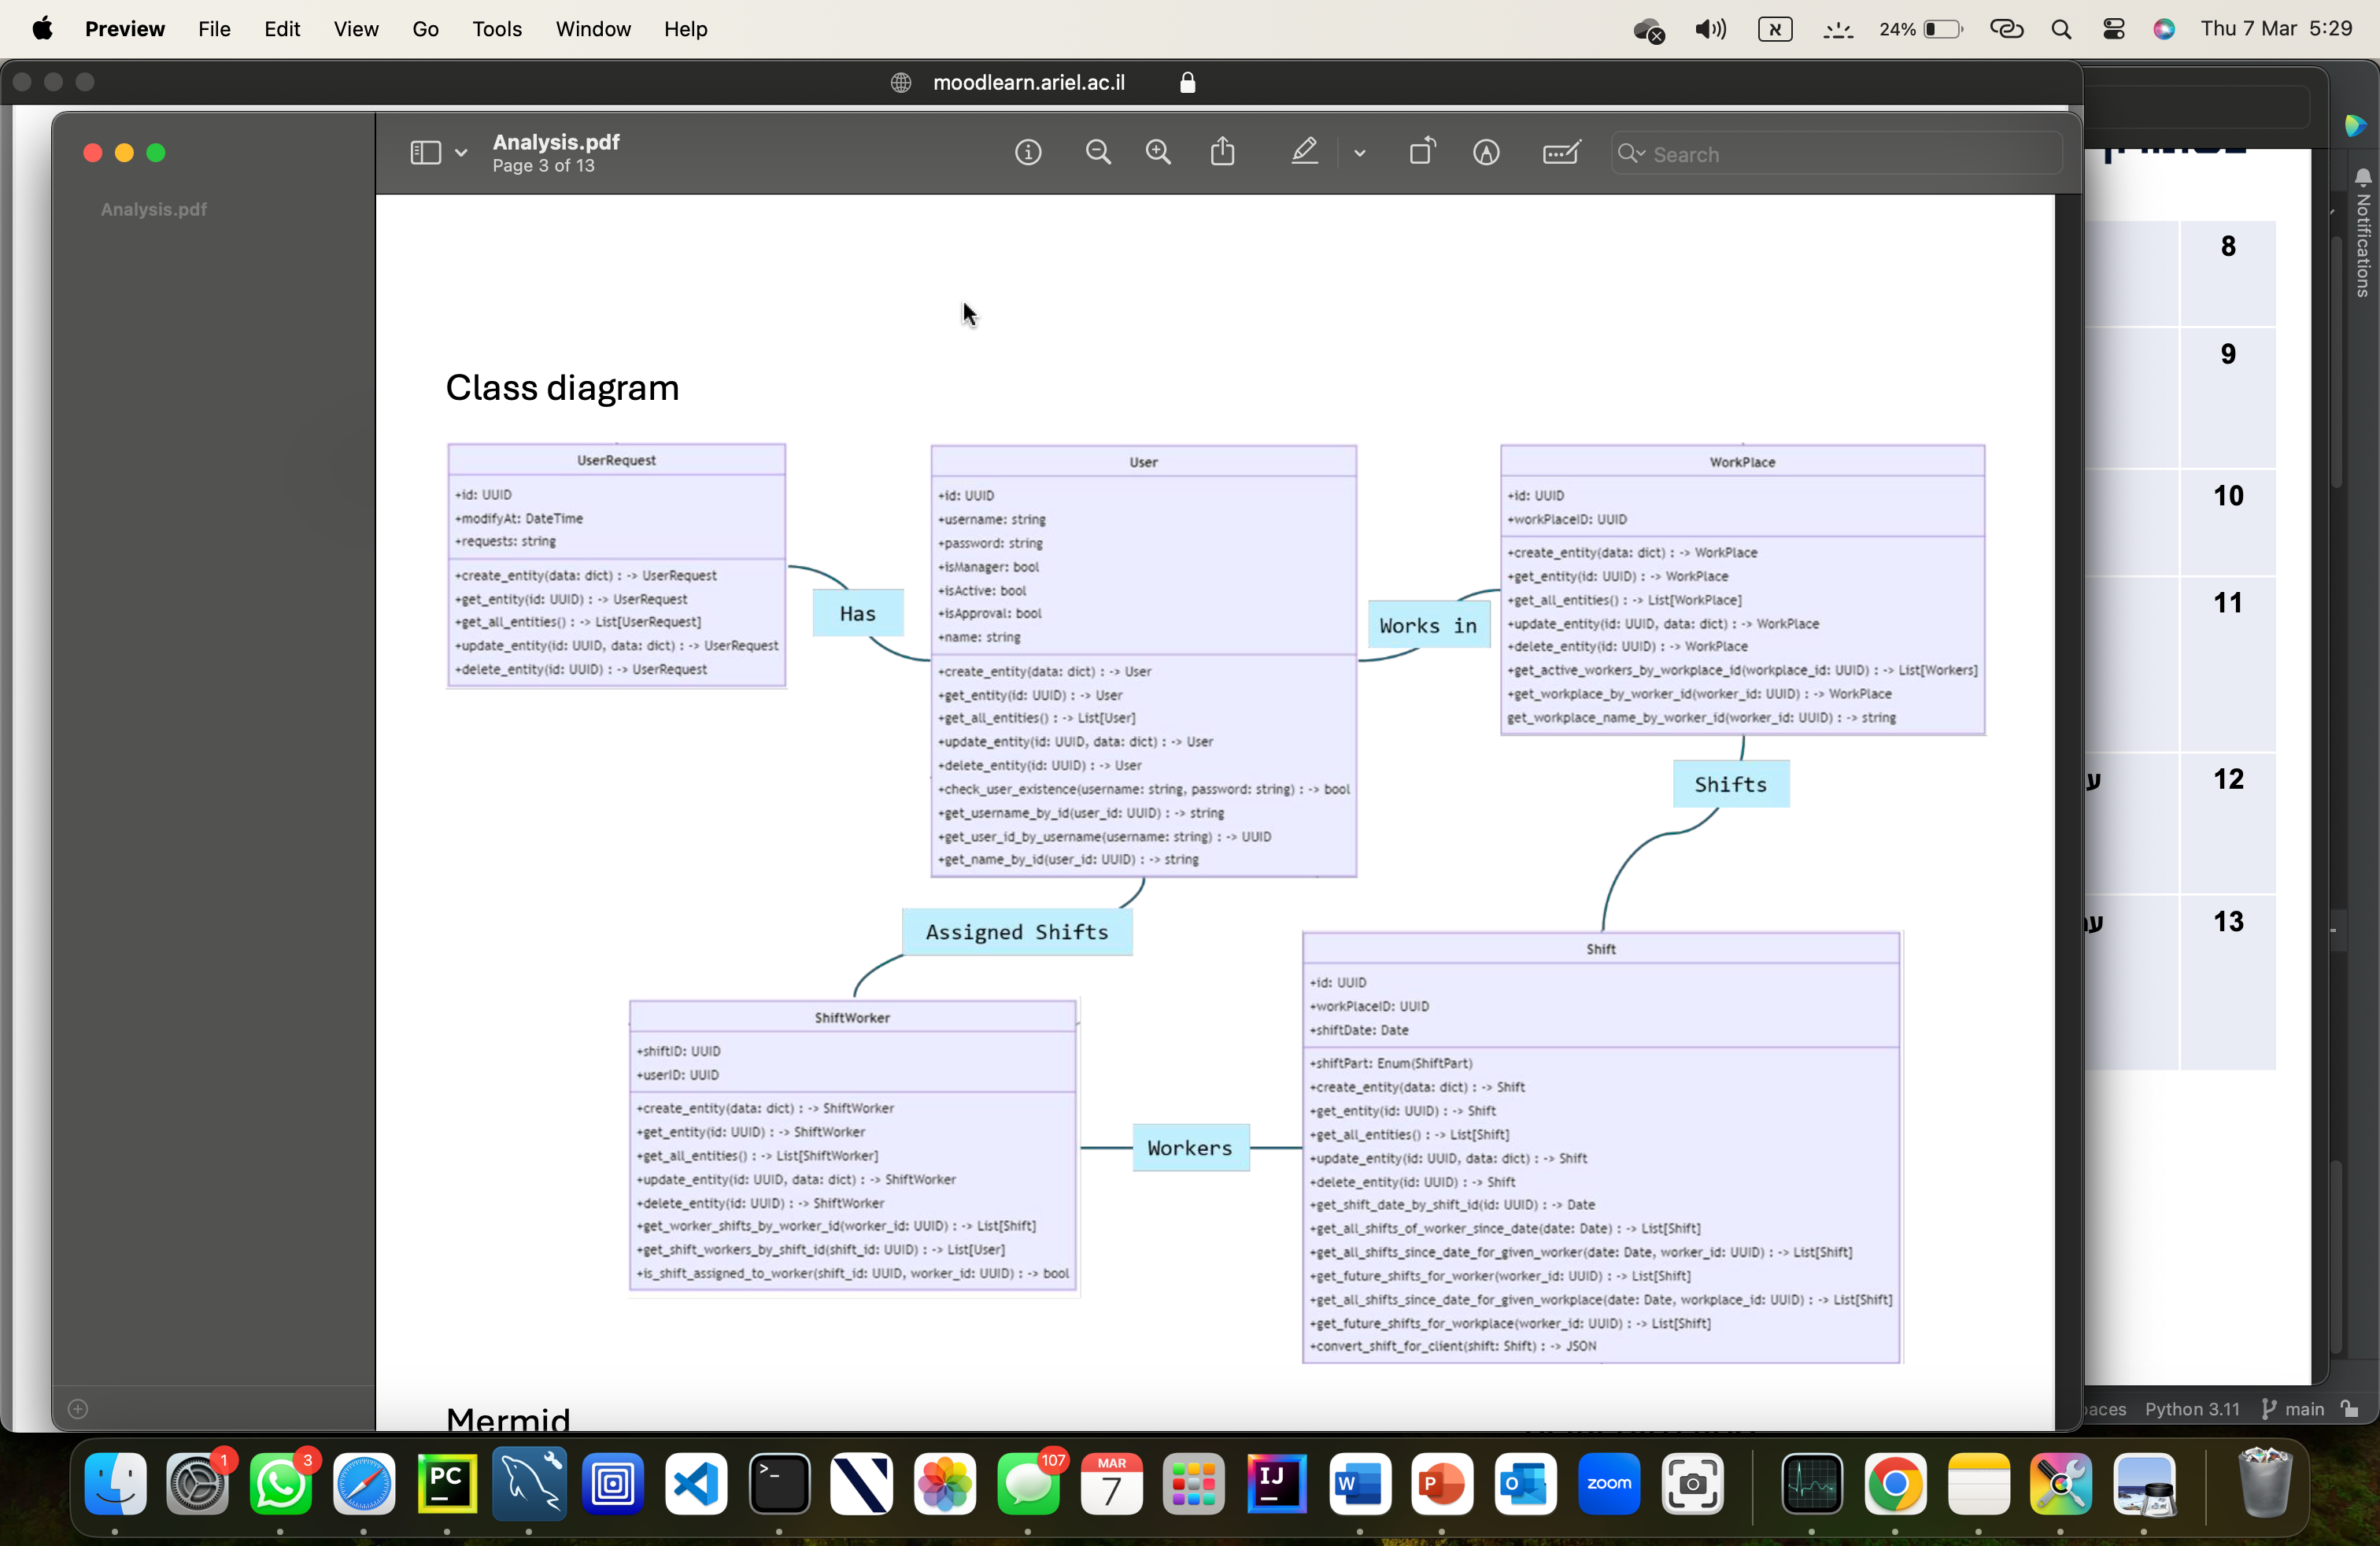 Preview File Edit View Go Tools Window Help
א 24% Thu 7 Mar 5:29
moodlearn.ariel.ac.il
Analysis.pdf
Page 3 of 13
Search
Analysis.pdf
Notifications
8
9
10
11
12
13
Class diagram
UserRequest
+id: UUID
+modifyAt: DateTime
+requests: string
+create_entity(data: dict) : -> UserRequest
+get_entity(id: UUID) : -> UserRequest
+get_all_entities() : -> List[UserRequest]
+update_entity(id: UUID, data: dict) : -> UserRequest
+delete_entity(id: UUID) : -> UserRequest
Has
User
+id: UUID
+username: string
+password: string
+isManager: bool
+isActive: bool
+isApproval: bool
+name: string
+create_entity(data: dict) : -> User
+get_entity(id: UUID) : -> User
+get_all_entities() : -> List[User]
+update_entity(id: UUID, data: dict) : -> User
+delete_entity(id: UUID) : -> User
+check_user_existence(username: string, password: string) : -> bool
+get_username_by_id(user_id: UUID) : -> string
+get_user_id_by_username(username: string) : -> UUID
+get_name_by_id(user_id: UUID) : -> string
Works in
WorkPlace
+id: UUID
+workPlaceID: UUID
+create_entity(data: dict) : -> WorkPlace
+get_entity(id: UUID) : -> WorkPlace
+get_all_entities() : -> List[WorkPlace]
+update_entity(id: UUID, data: dict) : -> WorkPlace
+delete_entity(id: UUID) : -> WorkPlace
+get_active_workers_by_workplace_id(workplace_id: UUID) : -> List[Workers]
+get_workplace_by_worker_id(worker_id: UUID) : -> WorkPlace
get_workplace_name_by_worker_id(worker_id: UUID) : -> string
Shifts
Assigned Shifts
ShiftWorker
+shiftID: UUID
+userID: UUID
+create_entity(data: dict) : -> ShiftWorker
+get_entity(id: UUID) : -> ShiftWorker
+get_all_entities() : -> List[ShiftWorker]
+update_entity(id: UUID, data: dict) : -> ShiftWorker
+delete_entity(id: UUID) : -> ShiftWorker
+get_worker_shifts_by_worker_id(worker_id: UUID) : -> List[Shift]
+get_shift_workers_by_shift_id(shift_id: UUID) : -> List[User]
+is_shift_assigned_to_worker(shift_id: UUID, worker_id: UUID) : -> bool
Workers
Shift
+id: UUID
+workPlaceID: UUID
+shiftDate: Date
+shiftPart: Enum(ShiftPart)
+create_entity(data: dict) : -> Shift
+get_entity(id: UUID) : -> Shift
+get_all_entities() : -> List[Shift]
+update_entity(id: UUID, data: dict) : -> Shift
+delete_entity(id: UUID) : -> Shift
+get_shift_date_by_shift_id(id: UUID) : -> Date
+get_all_shifts_of_worker_since_date(date: Date) : -> List[Shift]
+get_all_shifts_since_date_for_given_worker(date: Date, worker_id: UUID) : -> List[Shift]
+get_future_shifts_for_worker(worker_id: UUID) : -> List[Shift]
+get_all_shifts_since_date_for_given_workplace(date: Date, workplace_id: UUID) : -> List[Shift]
+get_future_shifts_for_workplace(worker_id: UUID) : -> List[Shift]
+convert_shift_for_client(shift: Shift) : -> JSON
Mermid
Python 3.11 main
1
3
PC
107
MAR
7
IJ
W
P
O
zoom